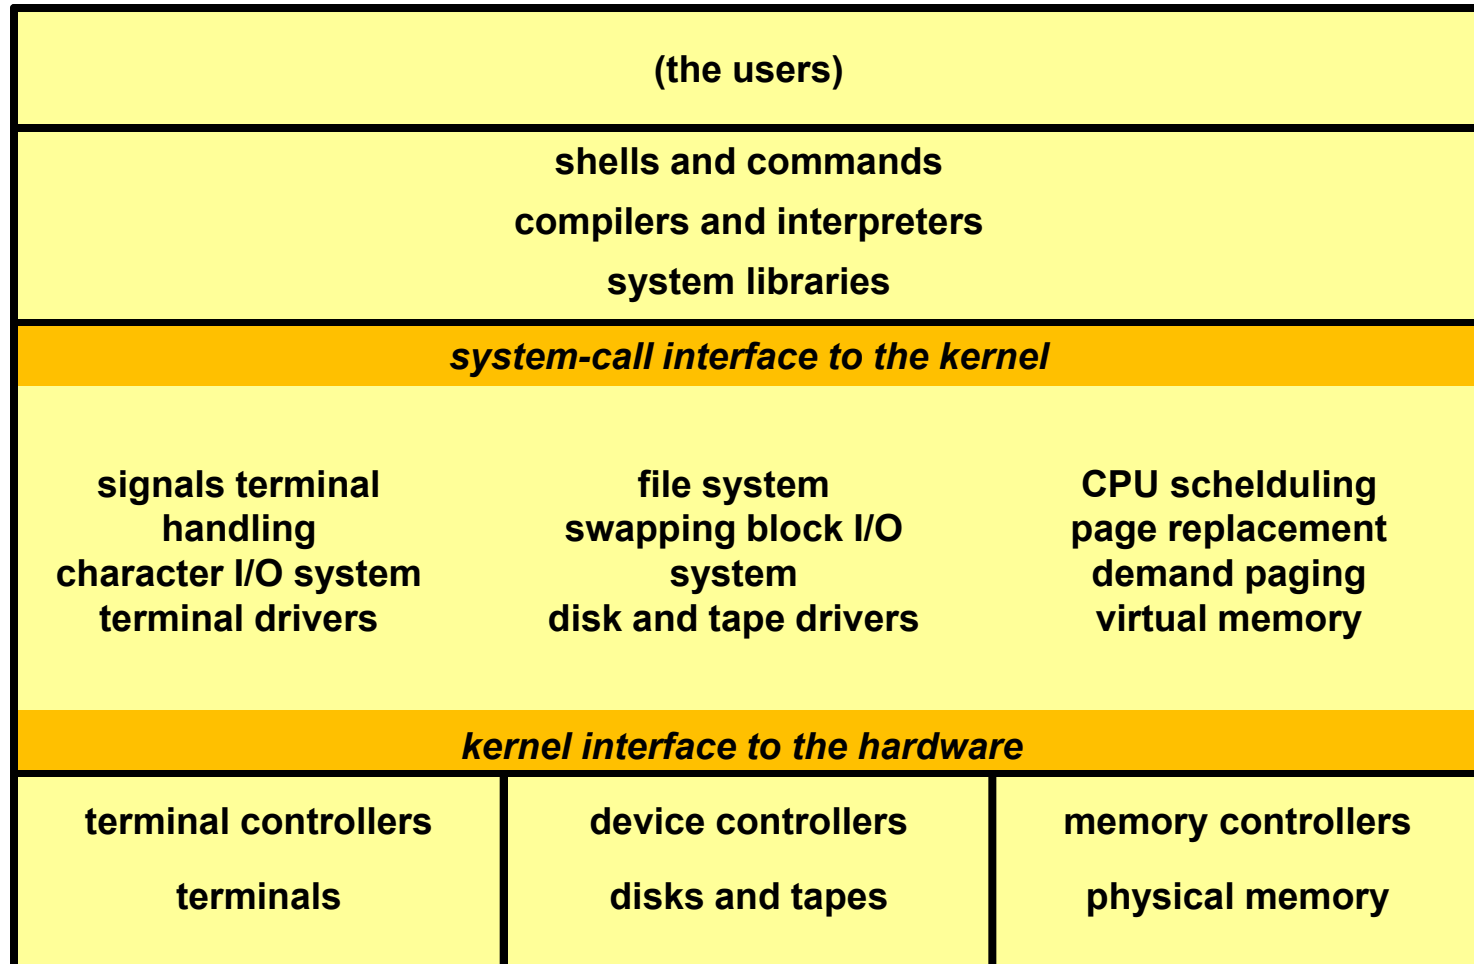 (the users)
shells and commands
compilers and interpreters
system libraries
system-call interface to the kernel
signals terminal
handling
character I/O system
terminal drivers
file system
swapping block I/O
system
disk and tape drivers
CPU schelduling
page replacement
demand paging
virtual memory
kernel interface to the hardware
terminal controllers
terminals
device controllers
disks and tapes
memory controllers
physical memory